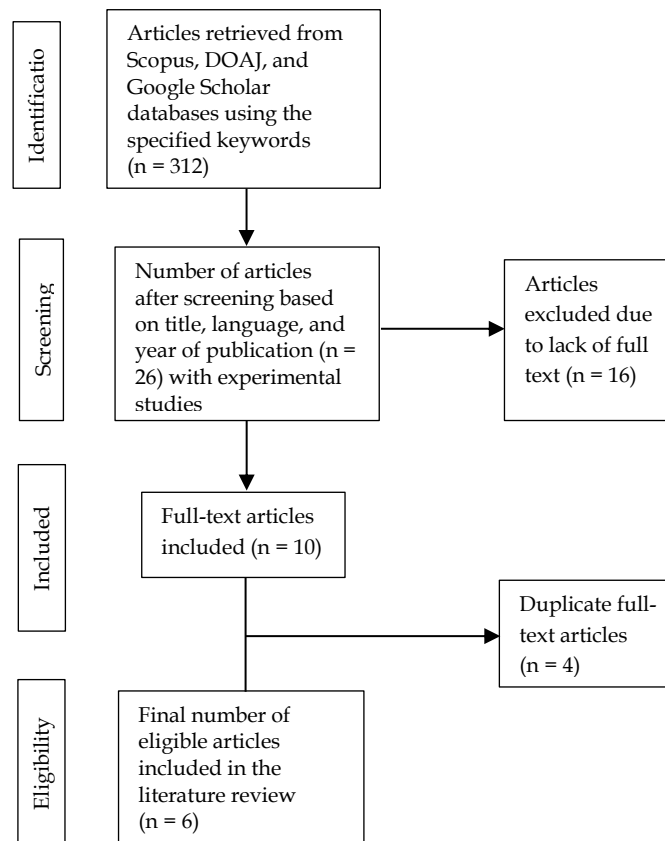 Identificatio
Articles retrieved from
Scopus, DOAJ, and
Google Scholar
databases using the
specified keywords
(n = 312)
Screening
Number of articles
after screening based
on title, language, and
year of publication (n =
26) with experimental
studies
Articles
excluded due
to lack of full
text (n = 16)
Included
Full-text articles
included (n = 10)
Duplicate full-
text articles
(n = 4)
Eligibility
Final number of
eligible articles
included in the
literature review
(n = 6)